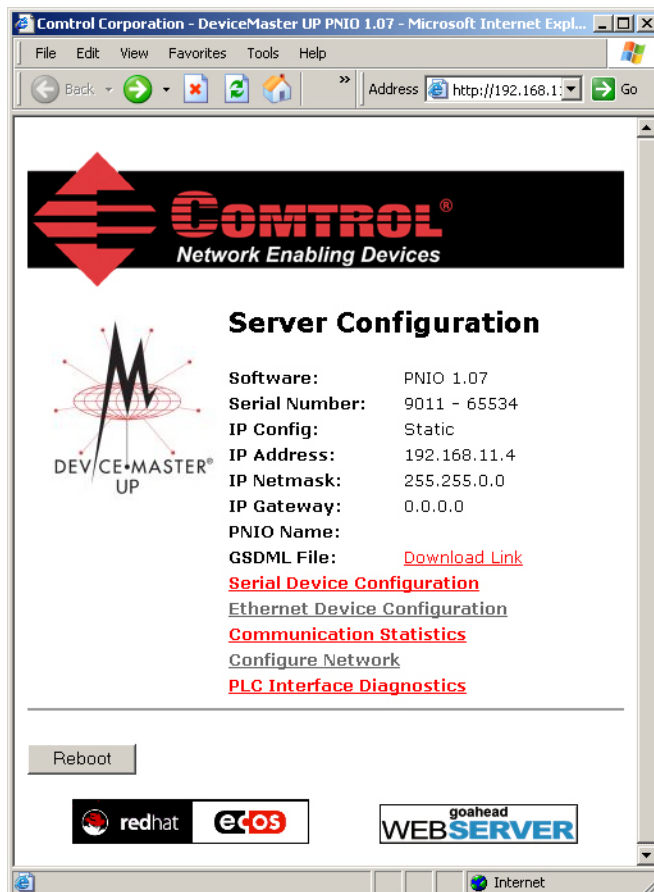 Comtrol Corporation - DeviceMaster UP PNIO 1.07 - Microsoft Internet Expl...
File Edit View Favorites Tools Help
Back » Address http://192.168.1 Go
COMTROL®
Network Enabling Devices
Server Configuration
DEVICE•MASTER®
UP
Software: PNIO 1.07
Serial Number: 9011 - 65534
IP Config: Static
IP Address: 192.168.11.4
IP Netmask: 255.255.0.0
IP Gateway: 0.0.0.0
PNIO Name:
GSDML File: Download Link
Serial Device Configuration
Ethernet Device Configuration
Communication Statistics
Configure Network
PLC Interface Diagnostics
Reboot
redhat ecos
goahead
WEBSERVER
Internet